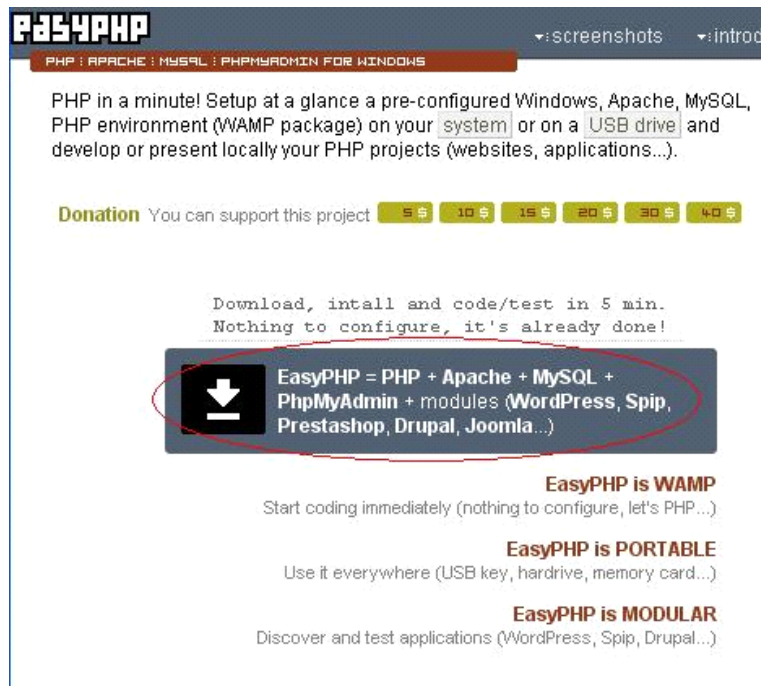 EasyPHP
▾:screenshots ▾:introd
PHP : APACHE : MYSQL : PHPMYADMIN FOR WINDOWS
PHP in a minute! Setup at a glance a pre-configured Windows, Apache, MySQL,
PHP environment (WAMP package) on your system or on a USB drive and
develop or present locally your PHP projects (websites, applications...).
Donation You can support this project 5 $ 10 $ 15 $ 20 $ 30 $ 40 $
Download, intall and code/test in 5 min.
Nothing to configure, it's already done!
EasyPHP = PHP + Apache + MySQL +
PhpMyAdmin + modules (WordPress, Spip,
Prestashop, Drupal, Joomla...)
EasyPHP is WAMP
Start coding immediately (nothing to configure, let's PHP...)
EasyPHP is PORTABLE
Use it everywhere (USB key, hardrive, memory card...)
EasyPHP is MODULAR
Discover and test applications (WordPress, Spip, Drupal...)